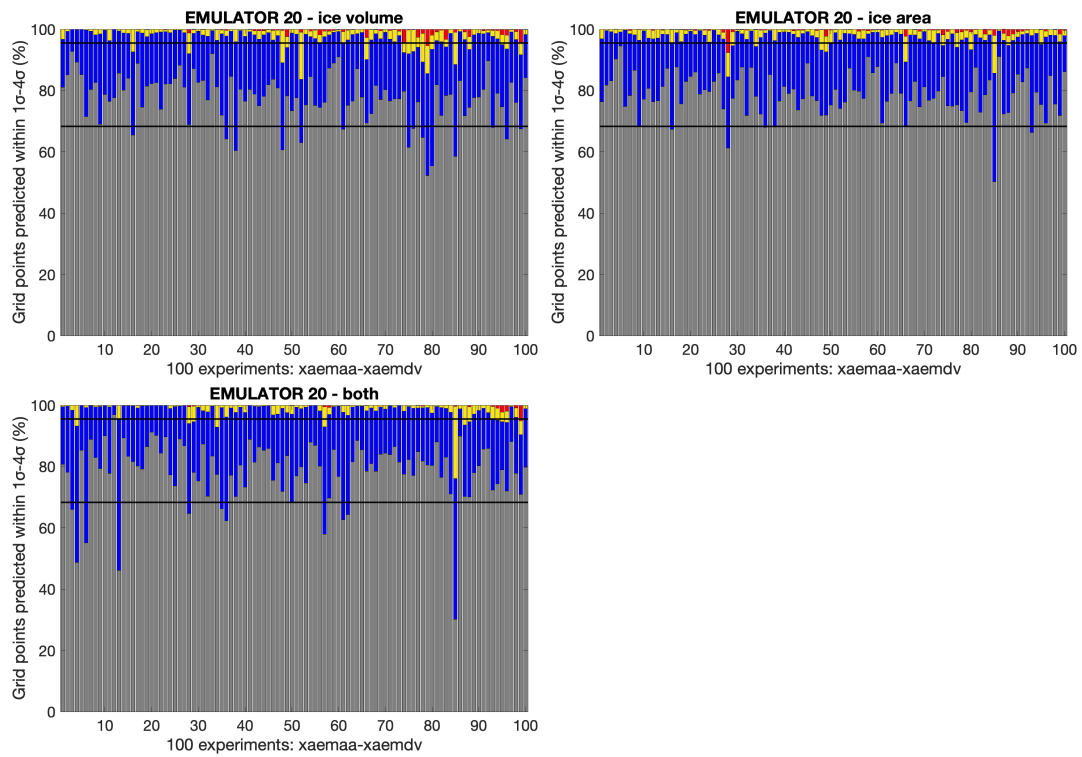 EMULATOR 20 - ice volume
Grid points predicted within 1σ-4σ (%)
100
80
60
40
20
0
10 20 30 40 50 60 70 80 90 100
100 experiments: xaemaa-xaemdv
EMULATOR 20 - ice area
Grid points predicted within 1σ-4σ (%)
100
80
60
40
20
0
10 20 30 40 50 60 70 80 90 100
100 experiments: xaemaa-xaemdv
EMULATOR 20 - both
Grid points predicted within 1σ-4σ (%)
100
80
60
40
20
0
10 20 30 40 50 60 70 80 90 100
100 experiments: xaemaa-xaemdv